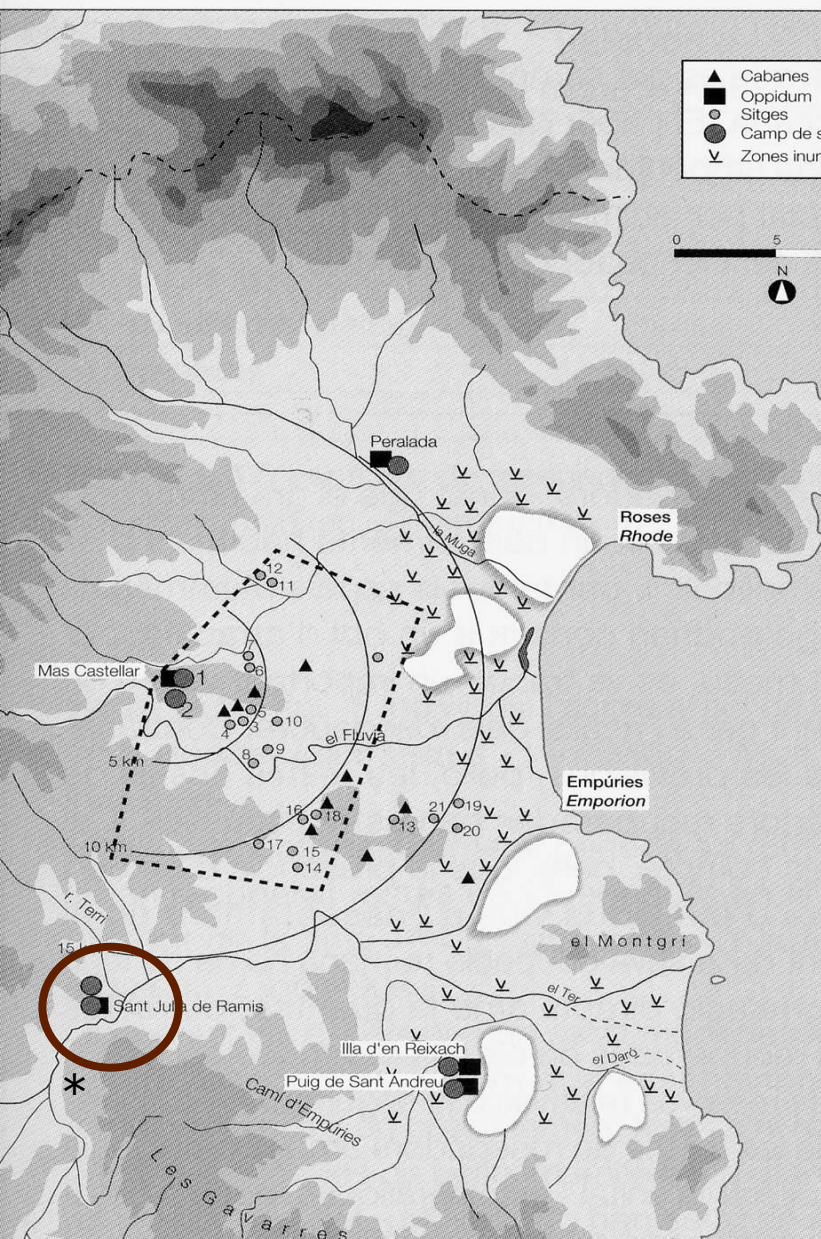 Cabanes
Oppidum
Sitges
Camp de s
Zones inun
0 5
N
Peralada
la Muga
Roses
Rhode
12
11
7
6
Mas Castellar
1
2
5
4
3
10
el Fluvià
9
8
5 km
Empúries
Emporion
16
18
13
21
19
20
10 km
17
15
14
r. Terri
15 k
el Montgrí
Sant Julià de Ramis
el Ter
Illa d'en Reixach
el Daró
Puig de Sant Andreu
*
Camí d'Empúries
Les Gavarres